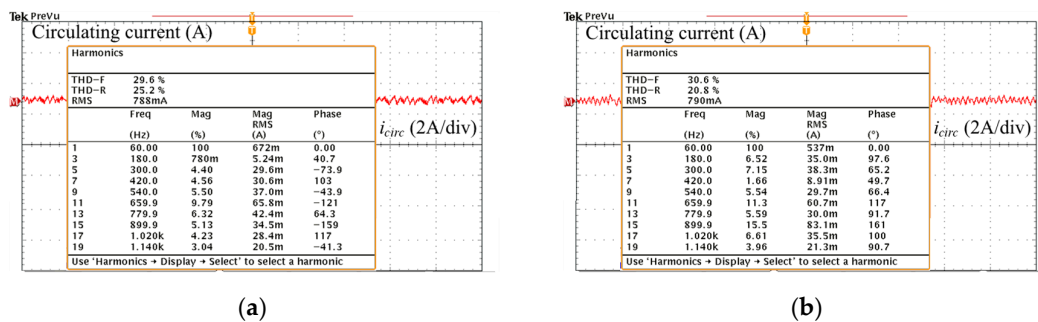 Tek PreVu
T
T
Circulating current (A)
Harmonics
THD-F 29.6 %
THD-R 25.2 %
RMS 788mA
Freq Mag Mag Phase
RMS
(Hz) (%) (A) (°)
1 60.00 100 672m 0.00
3 180.0 780m 5.24m 40.7
5 300.0 4.40 29.6m −73.9
7 420.0 4.56 30.6m 103
9 540.0 5.50 37.0m −43.9
11 659.9 9.79 65.8m −121
13 779.9 6.32 42.4m 64.3
15 899.9 5.13 34.5m −159
17 1.020k 4.23 28.4m 117
19 1.140k 3.04 20.5m −41.3
Use 'Harmonics → Display → Select' to select a harmonic
M
icirc (2A/div)
(a)
Tek PreVu
T
T
Circulating current (A)
Harmonics
THD-F 30.6 %
THD-R 20.8 %
RMS 790mA
Freq Mag Mag Phase
RMS
(Hz) (%) (A) (°)
1 60.00 100 537m 0.00
3 180.0 6.52 35.0m 97.6
5 300.0 7.15 38.3m 65.2
7 420.0 1.66 8.91m 49.7
9 540.0 5.54 29.7m 66.4
11 659.9 11.3 60.7m 117
13 779.9 5.59 30.0m 91.7
15 899.9 15.5 83.1m 161
17 1.020k 6.61 35.5m 100
19 1.140k 3.96 21.3m 90.7
Use 'Harmonics → Display → Select' to select a harmonic
M
icirc (2A/div)
(b)